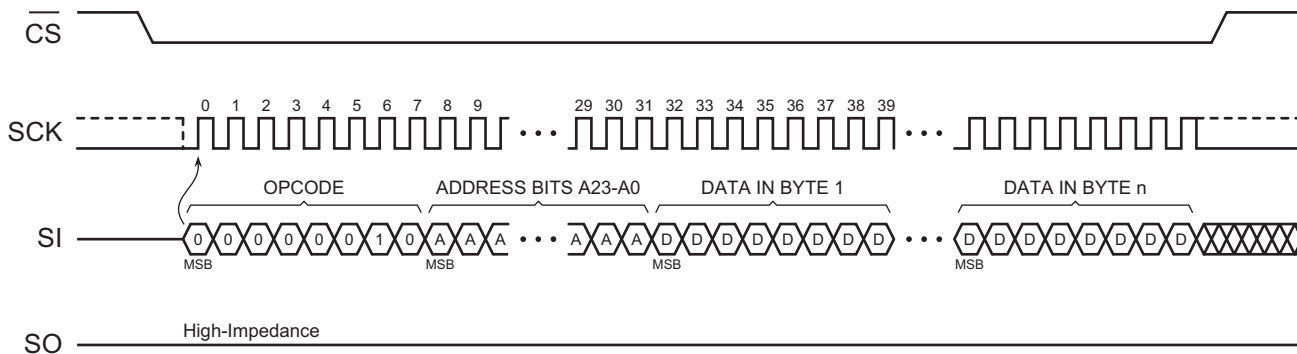 CS
0 1 2 3 4 5 6 7 8 9 29 30 31 32 33 34 35 36 37 38 39
SCK
OPCODE ADDRESS BITS A23-A0 DATA IN BYTE 1 DATA IN BYTE n
SI 0 0 0 0 0 0 1 0 A A A A A A D D D D D D D D D D D D D D D D
MSB MSB MSB MSB
High-Impedance
SO